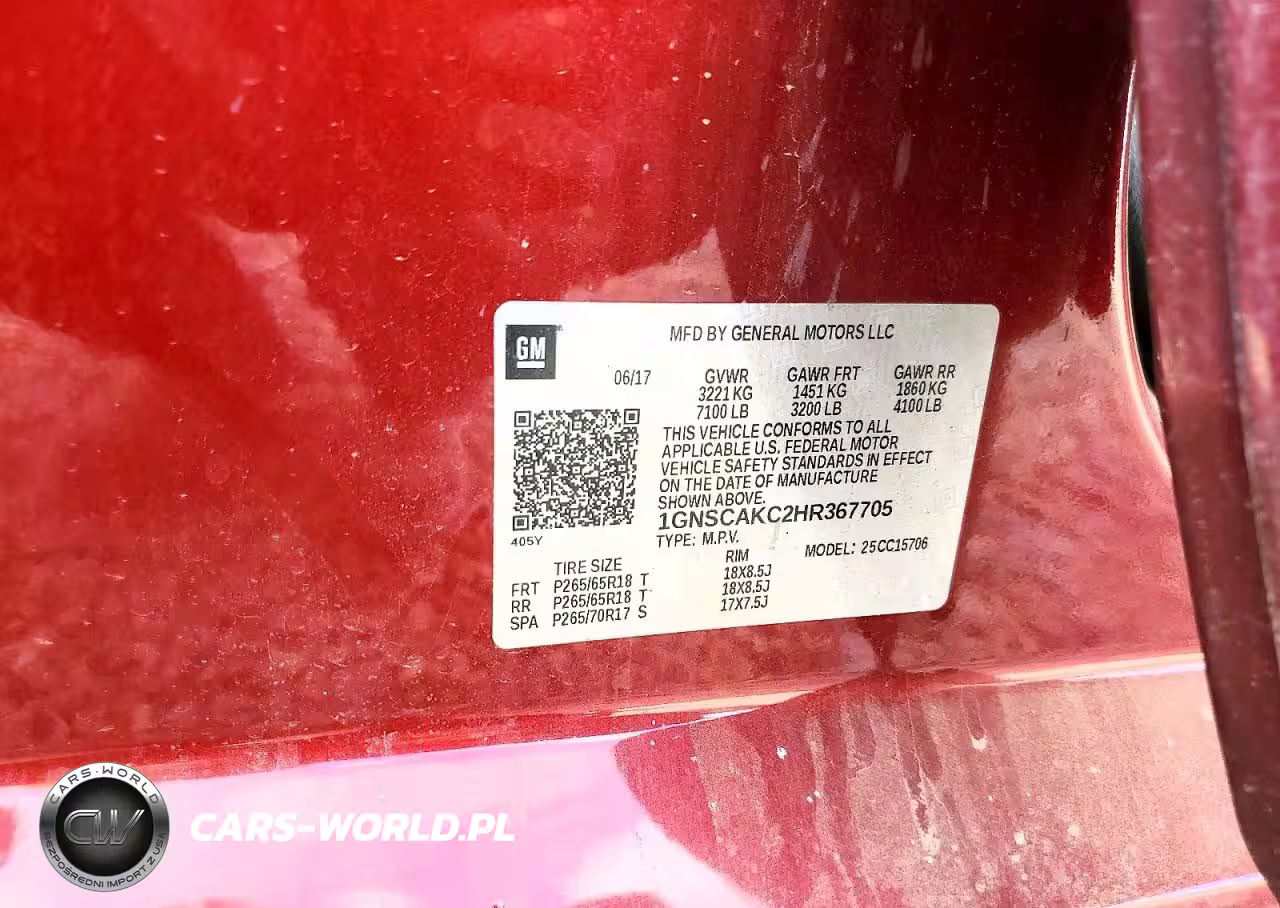 GM
MFD BY GENERAL MOTORS LLC
06/17
GVWR GAWR FRT GAWR RR
3221 KG 1451 KG 1860 KG
7100 LB 3200 LB 4100 LB
THIS VEHICLE CONFORMS TO ALL
APPLICABLE U.S. FEDERAL MOTOR
VEHICLE SAFETY STANDARDS IN EFFECT
ON THE DATE OF MANUFACTURE
SHOWN ABOVE.
1GNSCAKC2HR367705
405Y
TYPE: M.P.V. MODEL: 25CC15706
TIRE SIZE RIM
FRT P265/65R18 T 18X8.5J
RR P265/65R18 T 18X8.5J
SPA P265/70R17 S 17X7.5J
CARS-WORLD
CW
BEZPOŚREDNI IMPORT Z USA
CARS-WORLD.PL